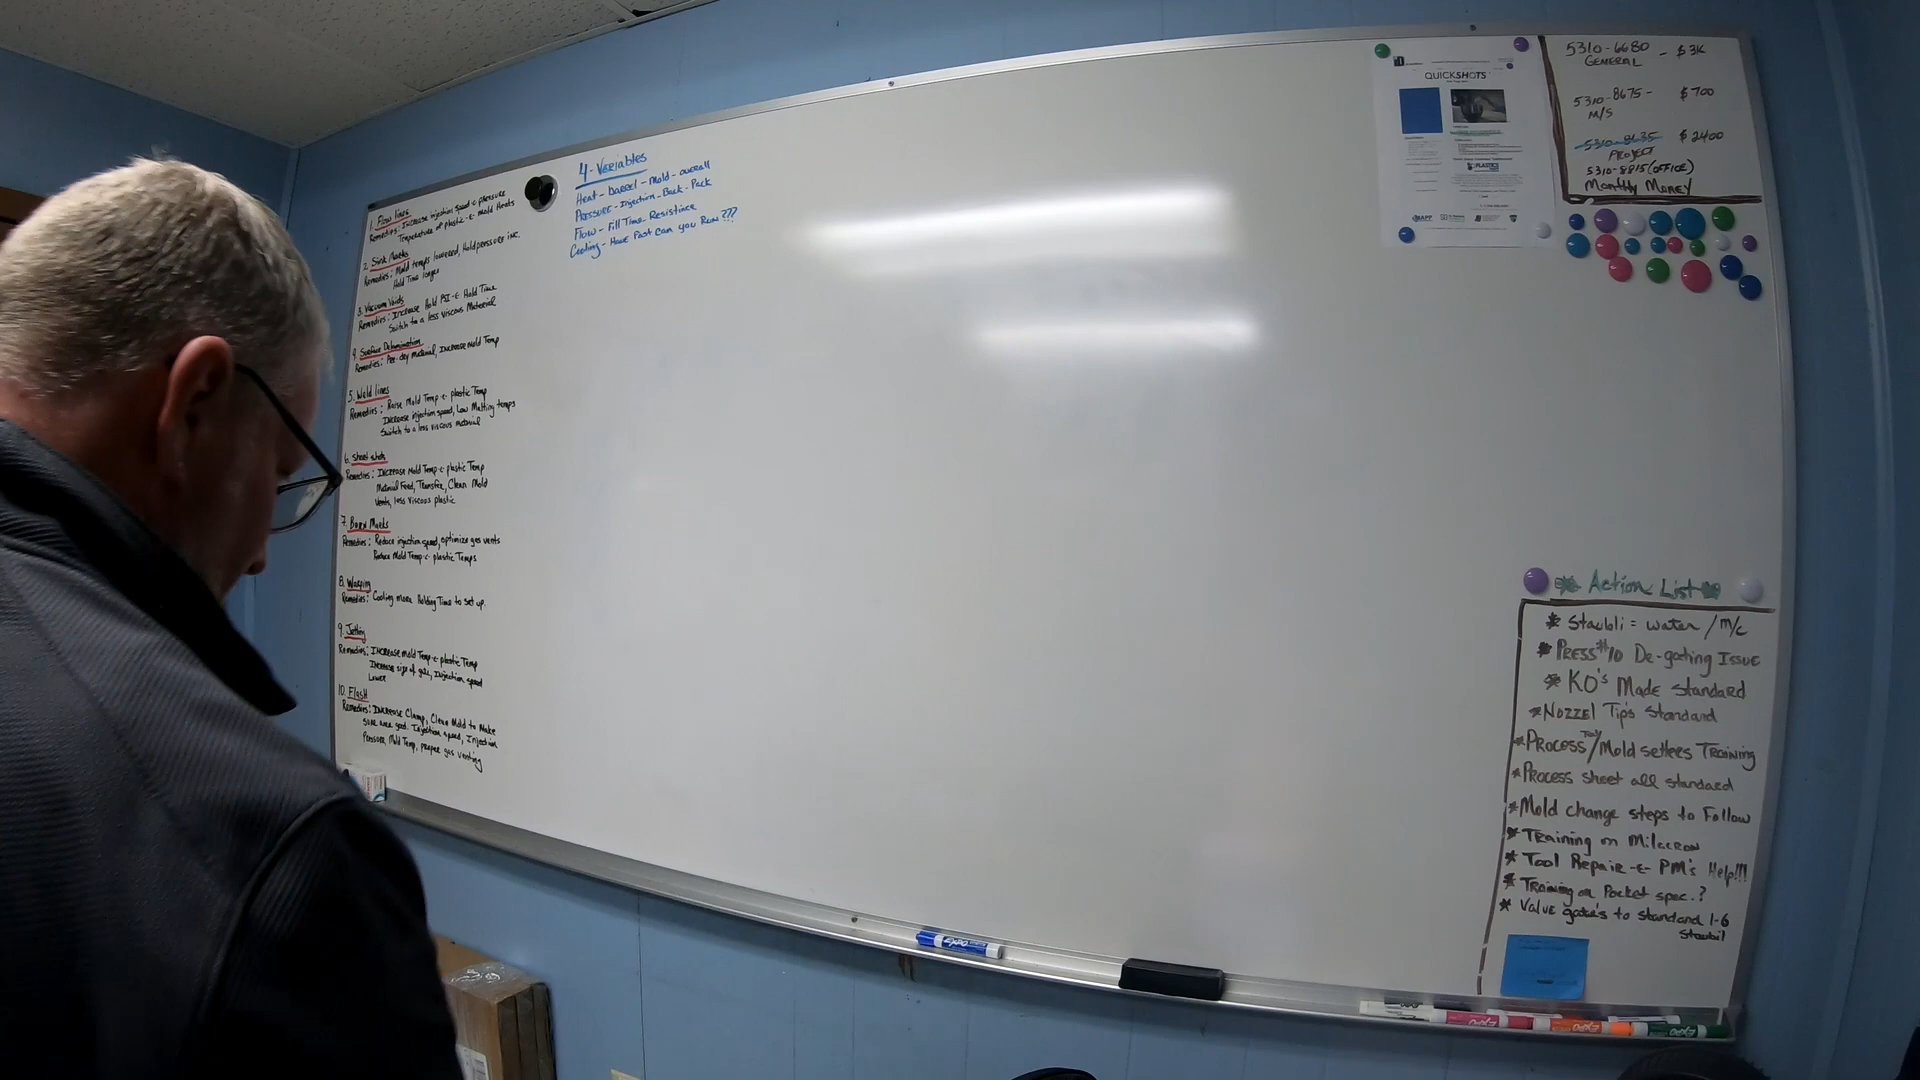 1. Flow lines
Remedies: Increase injection speed & pressure
Temperature of plastic & mold Heats
2. Sink Marks
Remedies: Mold temps lowered, Hold pressure inc.
Hold Time longer
3. Vacuum Voids
Remedies: Increase Hold PSI & Hold Time
Switch to a less viscous Material
4. Surface Delamination
Remedies: Pre-dry Material, Increase Mold Temp
5. Weld lines
Remedies: Raise Mold Temp & plastic Temp
Increase injection speed, Low Melting temps
Switch to a less viscous material
6. Short shots
Remedies: Increase Mold Temp & plastic Temp
Material Feed, Transfer, Clean Mold
Vents, less viscous plastic
7. Burn Marks
Remedies: Reduce injection speed, optimize gas vents
Reduce Mold Temp & plastic Temps
8. Warping
Remedies: Cooling more Holding Time to set up.
9. Jetting
Remedies: Increase mold Temp & plastic Temp
Increase size of gate, Injection speed
Lower
10. Flash
Remedies: Increase Clamp, Clean Mold to Make
sure area good. Injection speed, Injection
Pressure, Mold Temp, proper gas venting
4-Variables
Heat - barrel - Mold - overall
Pressure - Injection - Back - Pack
Flow - Fill Time Resistince
Cooling - How Fast Can you Run ???
QUICKSHOTS
PLASTICS
5310-6680 - $3K
GENERAL
5310-8675 - $700
M/S
5310-8635 $2400
PROJECT
5310-8815 (OFFICE)
Monthly Money
Action List
* Staubli = water / m/c
* PRESS #10 De-gating ISSUE
* KO's Made standard
* Nozzel Tip's Standard
* Process / Mold setters Training
* Process sheet all standard
* Mold change steps to Follow
* Training on Milacron
* Tool Repair & PM's Help!!!
* Training on Pocket spec.?
* Value gate's to standard 1-6
Staubil
EXPO
EXPO
EXPO
EXPO